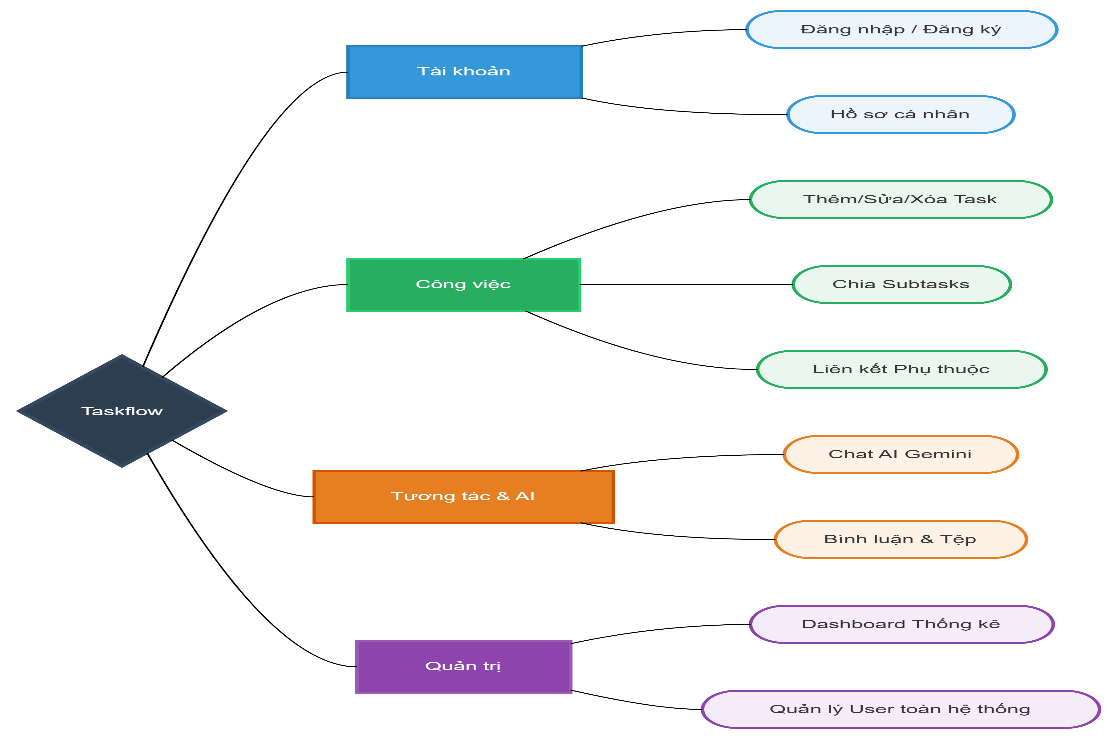 Taskflow
Tài khoản
Đăng nhập / Đăng ký
Hồ sơ cá nhân
Công việc
Thêm/Sửa/Xóa Task
Chia Subtasks
Liên kết Phụ thuộc
Tương tác & AI
Chat AI Gemini
Bình luận & Tệp
Quản trị
Dashboard Thống kê
Quản lý User toàn hệ thống